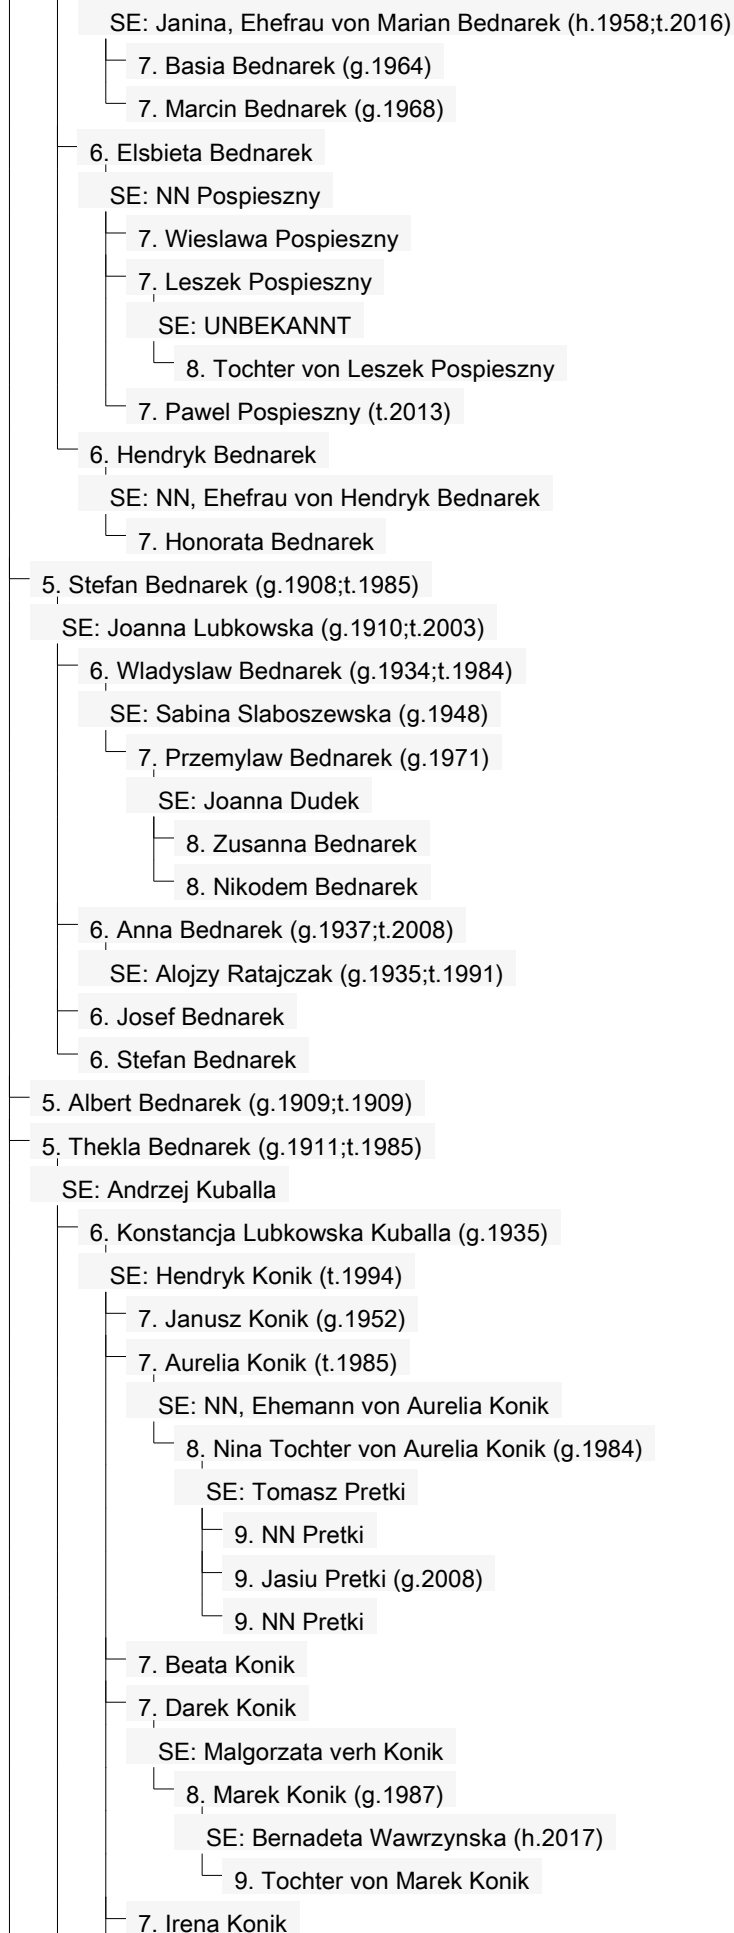 SE: Janina, Ehefrau von Marian Bednarek (h.1958;t.2016)
7. Basia Bednarek (g.1964)
7. Marcin Bednarek (g.1968)
6. Elsbieta Bednarek
SE: NN Pospieszny
7. Wieslawa Pospieszny
7. Leszek Pospieszny
SE: UNBEKANNT
8. Tochter von Leszek Pospieszny
7. Pawel Pospieszny (t.2013)
6. Hendryk Bednarek
SE: NN, Ehefrau von Hendryk Bednarek
7. Honorata Bednarek
5. Stefan Bednarek (g.1908;t.1985)
SE: Joanna Lubkowska (g.1910;t.2003)
6. Wladyslaw Bednarek (g.1934;t.1984)
SE: Sabina Slaboszewska (g.1948)
7. Przemylaw Bednarek (g.1971)
SE: Joanna Dudek
8. Zusanna Bednarek
8. Nikodem Bednarek
6. Anna Bednarek (g.1937;t.2008)
SE: Alojzy Ratajczak (g.1935;t.1991)
6. Josef Bednarek
6. Stefan Bednarek
5. Albert Bednarek (g.1909;t.1909)
5. Thekla Bednarek (g.1911;t.1985)
SE: Andrzej Kuballa
6. Konstancja Lubkowska Kuballa (g.1935)
SE: Hendryk Konik (t.1994)
7. Janusz Konik (g.1952)
7. Aurelia Konik (t.1985)
SE: NN, Ehemann von Aurelia Konik
8. Nina Tochter von Aurelia Konik (g.1984)
SE: Tomasz Pretki
9. NN Pretki
9. Jasiu Pretki (g.2008)
9. NN Pretki
7. Beata Konik
7. Darek Konik
SE: Malgorzata verh Konik
8. Marek Konik (g.1987)
SE: Bernadeta Wawrzynska (h.2017)
9. Tochter von Marek Konik
7. Irena Konik